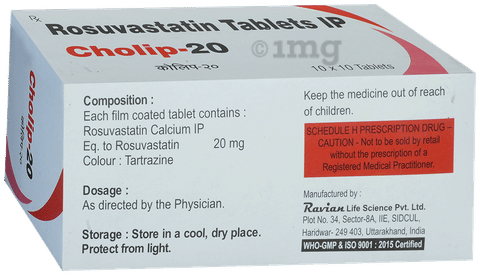 Rx
Rosuvastatin Tablets IP
Cholip-20
1mg
कोलिप-२०
10 x 10 Tablets
Composition :
Each film coated tablet contains :
Rosuvastatin Calcium IP
Eq. to Rosuvastatin 20 mg
Colour : Tartrazine
Dosage :
As directed by the Physician.
Storage : Store in a cool, dry place.
Protect from light.
Keep the medicine out of reach
of children.
SCHEDULE H PRESCRIPTION DRUG –
CAUTION - Not to be sold by retail
without the prescription of a
Registered Medical Practitioner.
Manufactured by :
Ravian Life Science Pvt. Ltd.
Plot No. 34, Sector-8A, IIE, SIDCUL,
Haridwar- 249 403, Uttarakhand, India
WHO-GMP & ISO 9001 : 2015 Certified
Cholip-20
कोलिप-२०